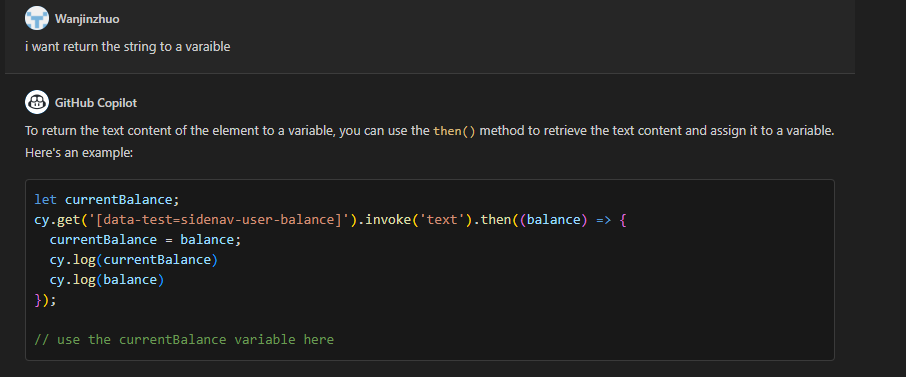 Wanjinzhuo
i want return the string to a varaible
GitHub Copilot
To return the text content of the element to a variable, you can use the then() method to retrieve the text content and assign it to a variable.
Here's an example:
let currentBalance;
cy.get('[data-test=sidenav-user-balance]').invoke('text').then((balance) => {
  currentBalance = balance;
  cy.log(currentBalance)
  cy.log(balance)
});
// use the currentBalance variable here